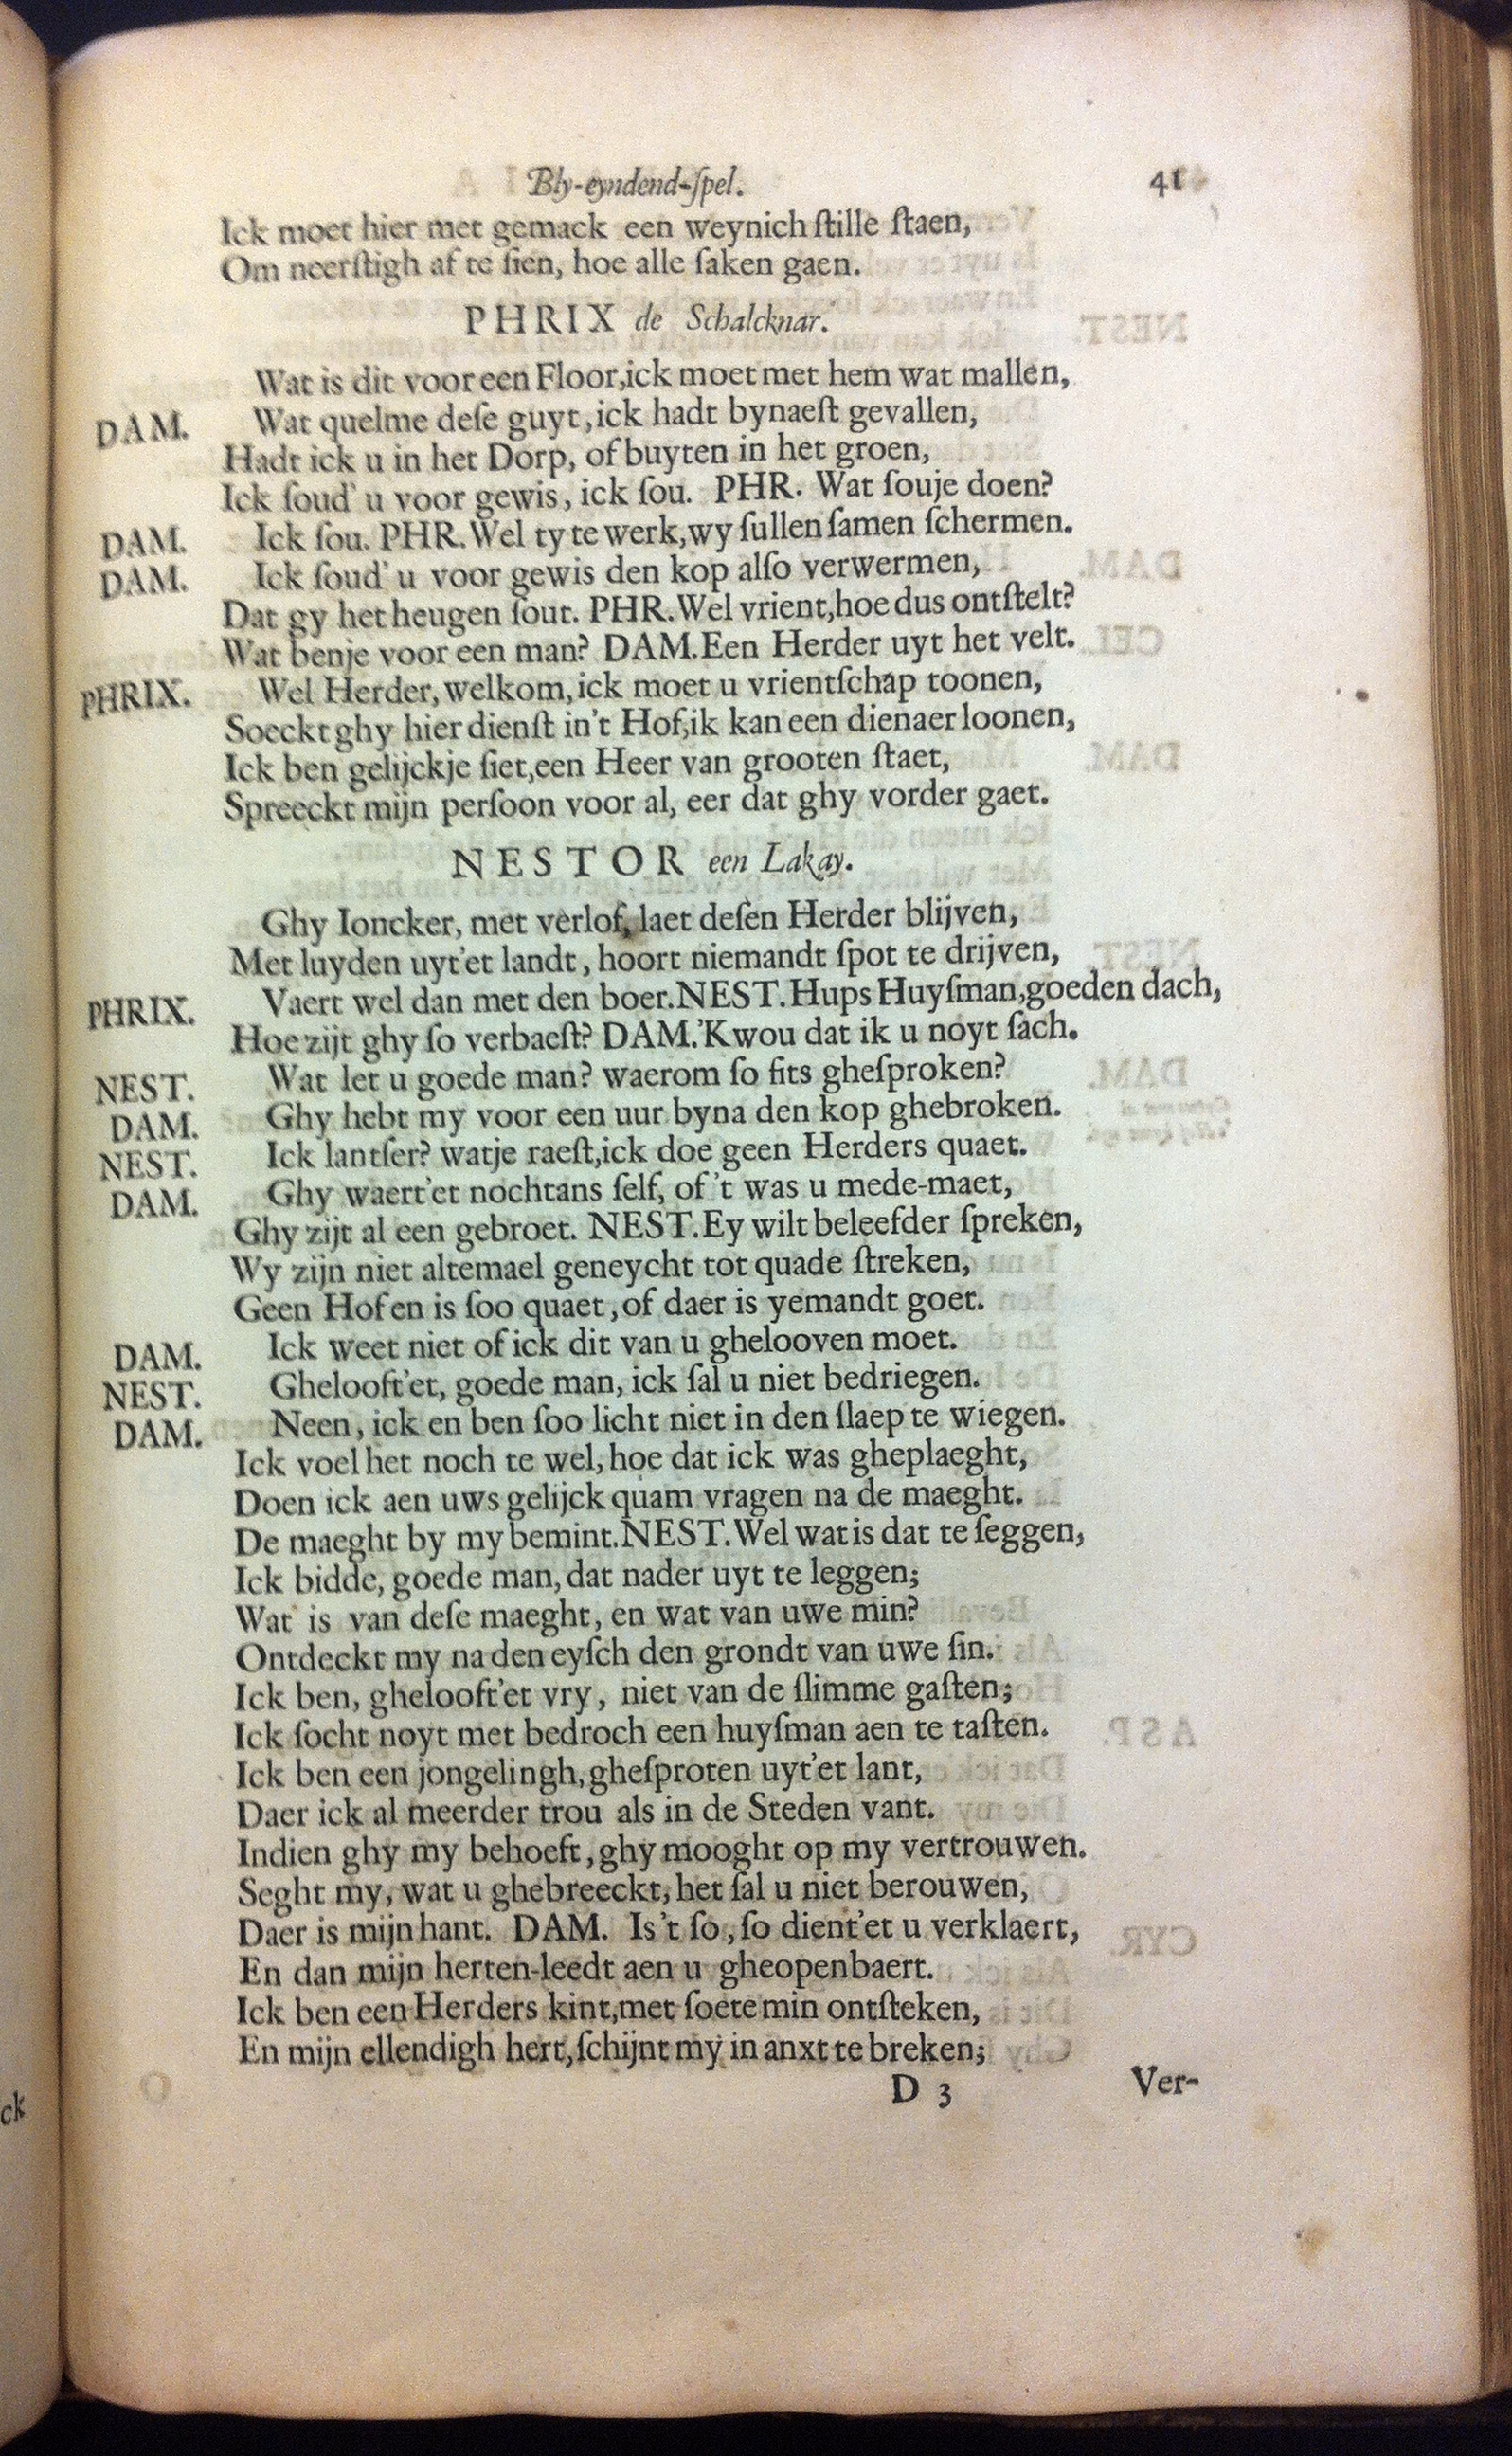 Bly-eyndend-ſpel. 41
Ick moet hier met gemack een weynich ſtille ſtaen,
Om neerſtigh af te ſien, hoe alle ſaken gaen.
PHRIX de Schalcknar.
Wat is dit voor een Floor, ick moet met hem wat mallen,
DAM. Wat quelme deſe guyt, ick hadt bynaeſt gevallen,
Hadt ick u in het Dorp, of buyten in het groen,
Ick ſoud' u voor gewis, ick ſou. PHR. Wat ſouje doen?
DAM. Ick ſou. PHR. Wel ty te werk, wy ſullen ſamen ſchermen.
DAM. Ick ſoud' u voor gewis den kop alſo verwermen,
Dat gy het heugen ſout. PHR. Wel vrient, hoe dus ontſtelt?
Wat benje voor een man? DAM. Een Herder uyt het velt.
PHRIX. Wel Herder, welkom, ick moet u vrientſchap toonen,
Soeckt ghy hier dienſt in't Hof, ik kan een dienaer loonen,
Ick ben gelijckje ſiet, een Heer van grooten ſtaet,
Spreeckt mijn perſoon voor al, eer dat ghy vorder gaet.
NESTOR een Lakay.
Ghy Ioncker, met verlof, laet deſen Herder blijven,
Met luyden uyt'et landt, hoort niemandt ſpot te drijven,
PHRIX. Vaert wel dan met den boer. NEST. Hups Huyſman, goeden dach,
Hoe zijt ghy ſo verbaeſt? DAM. 'K wou dat ik u noyt ſach.
NEST. Wat let u goede man? waerom ſo fits gheſproken?
DAM. Ghy hebt my voor een uur byna den kop ghebroken.
NEST. Ick lantſer? watje raeſt, ick doe geen Herders quaet.
DAM. Ghy waert'et nochtans ſelf, of 't was u mede-maet,
Ghy zijt al een gebroet. NEST. Ey wilt beleefder ſpreken,
Wy zijn niet altemael geneycht tot quade ſtreken,
Geen Hof en is ſoo quaet, of daer is yemandt goet.
DAM. Ick weet niet of ick dit van u ghelooven moet.
NEST. Ghelooft'et, goede man, ick ſal u niet bedriegen.
DAM. Neen, ick en ben ſoo licht niet in den ſlaep te wiegen.
Ick voel het noch te wel, hoe dat ick was gheplaeght,
Doen ick aen uws gelijck quam vragen na de maeght.
De maeght by my bemint. NEST. Wel wat is dat te ſeggen,
Ick bidde, goede man, dat nader uyt te leggen;
Wat is van deſe maeght, en wat van uwe min?
Ontdeckt my na den eyſch den grondt van uwe ſin.
Ick ben, ghelooft'et vry, niet van de ſlimme gaſten;
Ick ſocht noyt met bedroch een huyſman aen te taſten.
Ick ben een jongelingh, gheſproten uyt'et lant,
Daer ick al meerder trou als in de Steden vant.
Indien ghy my behoeft, ghy mooght op my vertrouwen.
Seght my, wat u ghebreeckt, het ſal u niet berouwen,
Daer is mijn hant. DAM. Is't ſo, ſo dient'et u verklaert,
En dan mijn herten-leedt aen u gheopenbaert.
Ick ben een Herders kint, met ſoete min ontſteken,
En mijn ellendigh hert, ſchijnt my in anxt te breken;
D 3 Ver-
ck